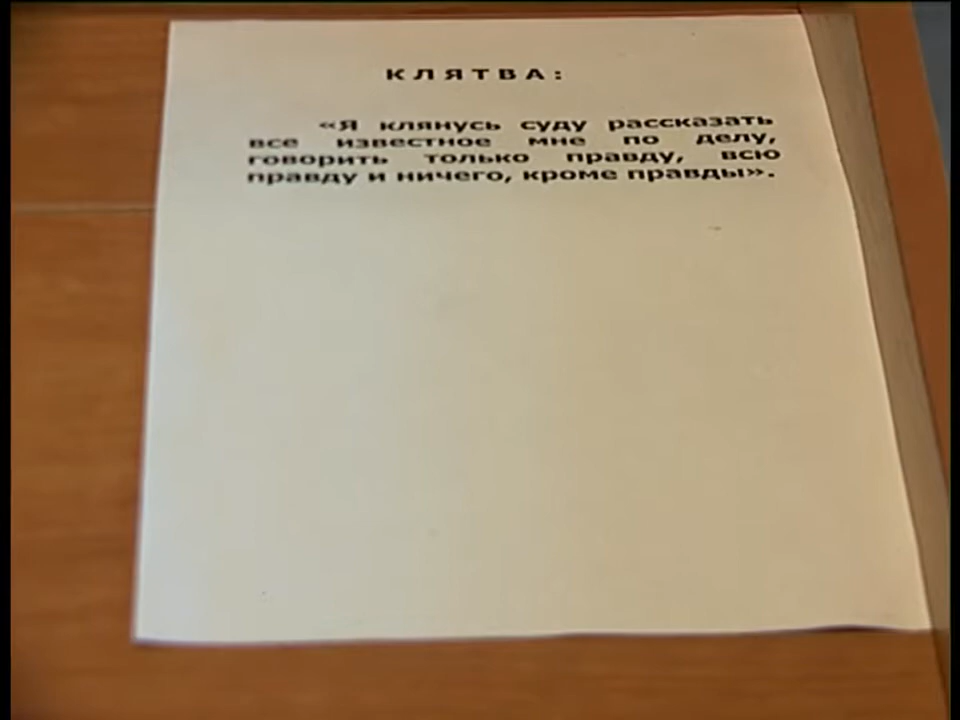 КЛЯТВА:
«Я клянусь суду рассказать
все известное мне по делу,
говорить только правду, всю
правду и ничего, кроме правды».